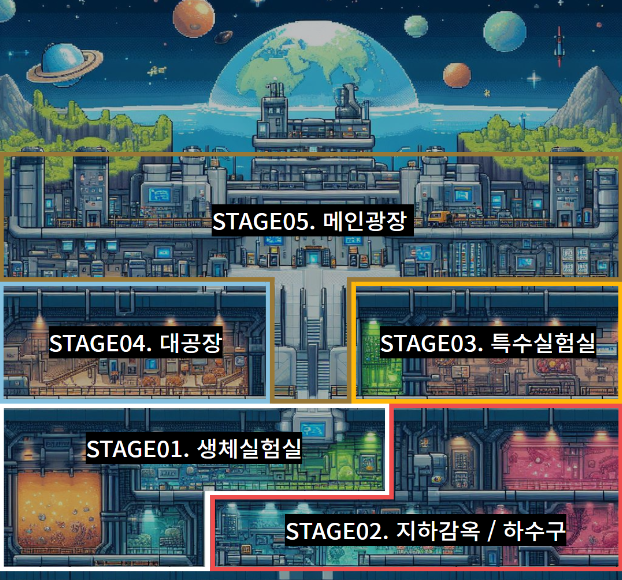 STAGE05. 메인광장
STAGE04. 대공장
STAGE03. 특수실험실
STAGE01. 생체실험실
STAGE02. 지하감옥 / 하수구